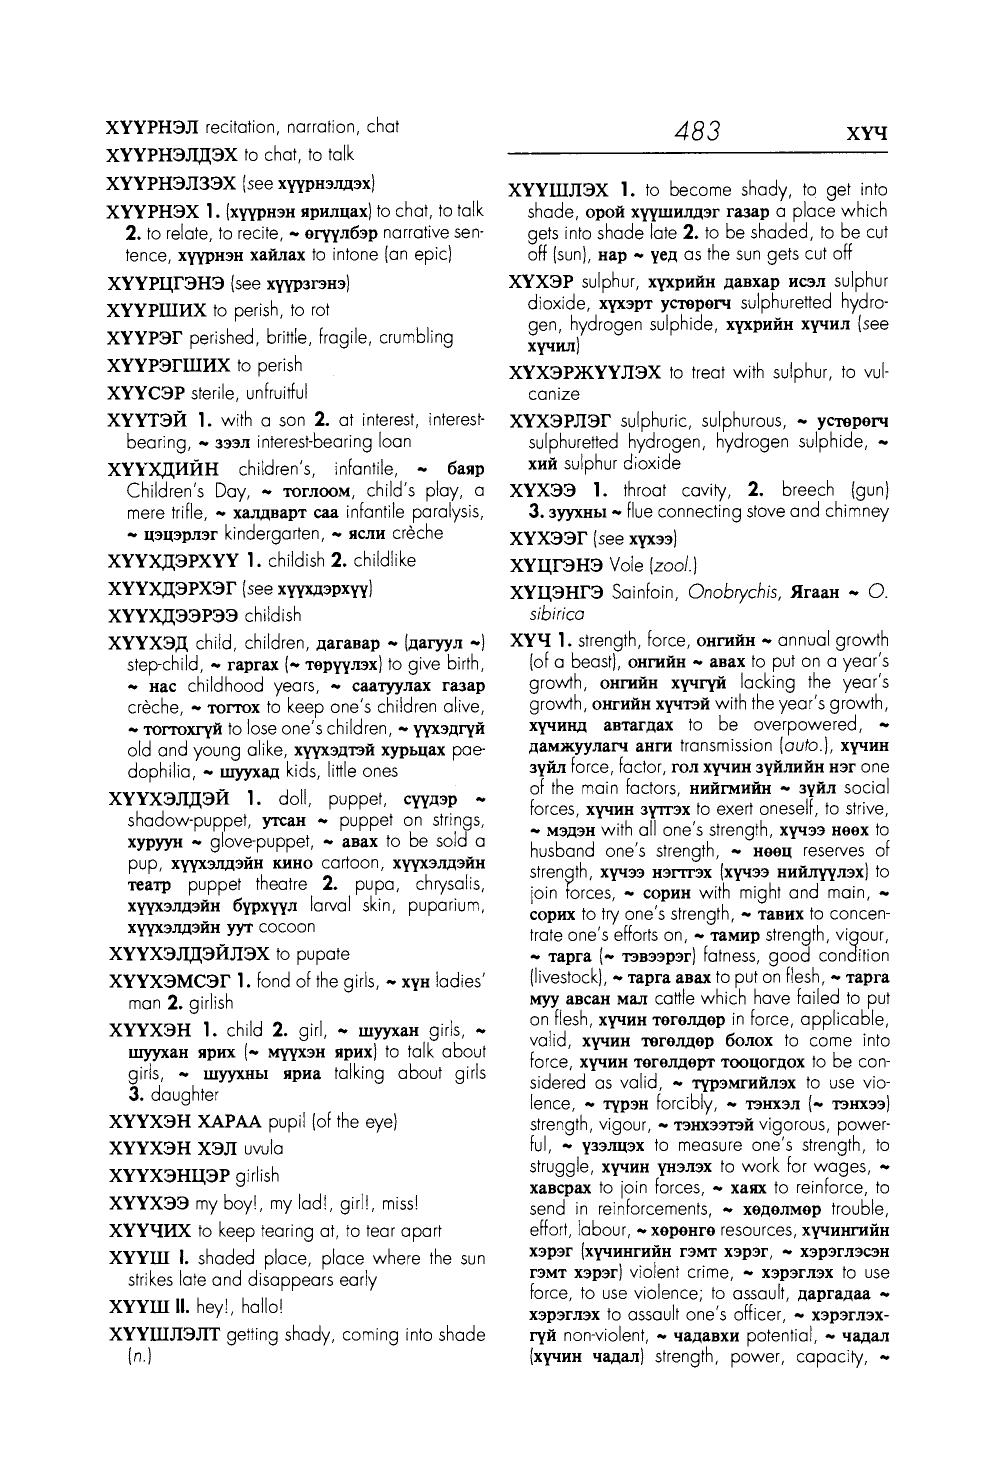 ХҮҮРНЭЛ recitation, narration, chat
ХҮҮРНЭЛДЭХ to chat, to talk
ХҮҮРНЭЛЗЭХ (see хүүрнэлдэх)
ХҮҮРНЭХ 1. (хүүрнэн ярилцах) to chat, to talk
2. to relate, to recite, ~ өгүүлбэр narrative sen-
tence, хүүрнэн хайлах to intone (an epic)
ХҮҮРЦГЭНЭ (see хүүрзгэнэ)
ХҮҮРШИХ to perish, to rot
ХҮҮРЭГ perished, brittle, fragile, crumbling
ХҮҮРЭГШИХ to perish
ХҮҮСЭР sterile, unfruitful
ХҮҮТЭЙ 1. with a son 2. at interest, interest-
bearing, ~ зээл interest-bearing loan
ХҮҮХДИЙН children's, infantile, ~ баяр
Children's Day, ~ тоглоом, child's play, a
mere trifle, ~ халдварт саа infantile paralysis,
~ цэцэрлэг kindergarten, ~ ясли crèche
ХҮҮХДЭРХҮҮ 1. childish 2. childlike
ХҮҮХДЭРХЭГ (see хүүхдэрхүү)
ХҮҮХДЭЭРЭЭ childish
ХҮҮХЭД child, children, дагавар ~ (дагуул ~)
step-child, ~ гаргах (~ төрүүлэх) to give birth,
~ нас childhood years, ~ саатуулах газар
crèche, ~ тогтох to keep one's children alive,
~ тогтохгүй to lose one's children, ~ үүхэдгүй
old and young alike, хүүхэдтэй хурьцах pae-
dophilia, ~ шуухад kids, little ones
ХҮҮХЭЛДЭЙ 1. doll, puppet, сүүдэр ~
shadow-puppet, утсан ~ puppet on strings,
хуруун ~ glove-puppet, ~ авах to be sold a
pup, хүүхэлдэйн кино cartoon, хүүхэлдэйн
театр puppet theatre 2. pupa, chrysalis,
хүүхэлдэйн бүрхүүл larval skin, puparium,
хүүхэлдэйн уут cocoon
ХҮҮХЭЛДЭЙЛЭХ to pupate
ХҮҮХЭМСЭГ 1. fond of the girls, ~ хүн ladies'
man 2. girlish
ХҮҮХЭН 1. child 2. girl, ~ шуухан girls, ~
шуухан ярих (~ мүүхэн ярих) to talk about
girls, ~ шуухны яриа talking about girls
3. daughter
ХҮҮХЭН ХАРАА pupil (of the eye)
ХҮҮХЭН ХЭЛ uvula
ХҮҮХЭНЦЭР girlish
ХҮҮХЭЭ my boy!, my lad!, girl!, miss!
ХҮҮЧИХ to keep tearing at, to tear apart
ХҮҮШ I. shaded place, place where the sun
strikes late and disappears early
ХҮҮШ II. hey!, hallo!
ХҮҮШЛЭЛТ getting shady, coming into shade
(n.)
483 ХҮЧ
ХҮҮШЛЭХ 1. to become shady, to get into
shade, орой хүүшилдэг газар a place which
gets into shade late 2. to be shaded, to be cut
off (sun), нар ~ үед as the sun gets cut off
ХҮХЭР sulphur, хүхрийн давхар исэл sulphur
dioxide, хүхэрт устөрөгч sulphuretted hydro-
gen, hydrogen sulphide, хүхрийн хүчил (see
хүчил)
ХҮХЭРЖҮҮЛЭХ to treat with sulphur, to vul-
canize
ХҮХЭРЛЭГ sulphuric, sulphurous, ~ устөрөгч
sulphuretted hydrogen, hydrogen sulphide, ~
хий sulphur dioxide
ХҮХЭЭ 1. throat cavity, 2. breech (gun)
3. зуухны ~ flue connecting stove and chimney
ХҮХЭЭГ (see хүхээ)
ХҮЦГЭНЭ Vole (zool.)
ХҮЦЭНГЭ Sainfoin, Onobrychis, Ягаан ~ O.
sibirica
ХҮЧ 1. strength, force, онгийн ~ annual growth
(of a beast), онгийн ~ авах to put on a year's
growth, онгийн хүчгүй lacking the year's
growth, онгийн хүчтэй with the year's growth,
хүчинд автагдах to be overpowered, ~
дамжуулагч анги transmission (auto.), хүчин
зүйл force, factor, гол хүчин зүйлийн нэг one
of the main factors, нийгмийн ~ зүйл social
forces, хүчин зүтгэх to exert oneself, to strive,
~ мэдэн with all one's strength, хүчээ нөөх to
husband one's strength, ~ нөөц reserves of
strength, хүчээ нэгтгэх (хүчээ нийлүүлэх) to
join forces, ~ сорин with might and main, ~
сорих to try one's strength, ~ тавих to concen-
trate one's efforts on, ~ тамир strength, vigour,
~ тарга (~ тэвээрэг) fatness, good condition
(livestock), ~ тарга авах to put on flesh, ~ тарга
муу авсан мал cattle which have failed to put
on flesh, хүчин төгөлдөр in force, applicable,
valid, хүчин төгөлдөр болох to come into
force, хүчин төгөлдөрт тооцогдох to be con-
sidered as valid, ~ түрэмгийлэх to use vio-
lence, ~ түрэн forcibly, ~ тэнхэл (~ тэнхээ)
strength, vigour, ~ тэнхээтэй vigorous, power-
ful, ~ үзэлцэх to measure one's strength, to
struggle, хүчин үнэлэх to work for wages, ~
хавсрах to join forces, ~ хаях to reinforce, to
send in reinforcements, ~ хөдөлмөр trouble,
effort, labour, ~ хөрөнгө resources, хүчингийн
хэрэг (хүчингийн гэмт хэрэг, ~ хэрэглэсэн
гэмт хэрэг) violent crime, ~ хэрэглэх to use
force, to use violence; to assault, даргадаа ~
хэрэглэх to assault one's officer, ~ хэрэглэх-
гүй non-violent, ~ чадавхи potential, ~ чадал
(хүчин чадал) strength, power, capacity, ~